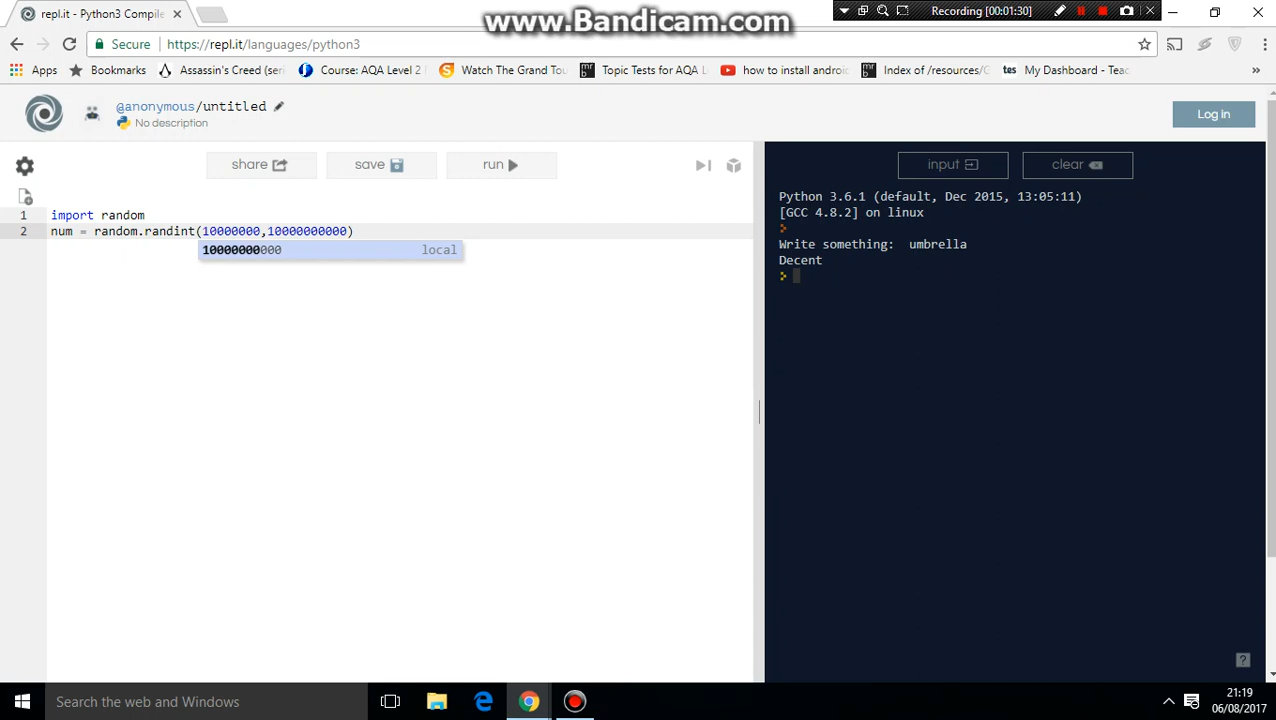 repl.it - Python3 Compile
www.Bandicam.com
Recording [00:01:30]
Secure
https://repl.it/languages/python3
Apps
Bookmarks
Assassin's Creed (seri
Course: AQA Level 2
Watch The Grand Tou
Topic Tests for AQA L
how to install androi
Index of /resources/
My Dashboard - Teac
@anonymous/untitled
No description
Log in
share
save
run
input
clear
1 import random
2 num = random.randint(10000000,10000000000)
10000000000 local
Python 3.6.1 (default, Dec 2015, 13:05:11)
[GCC 4.8.2] on linux
Write something: umbrella
Decent
?
Search the web and Windows
21:19
06/08/2017